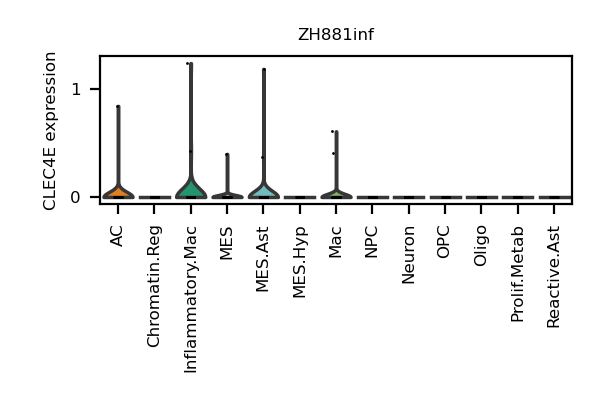 ZH881inf
CLEC4E expression
1
0
AC
Chromatin.Reg
Inflammatory.Mac
MES
MES.Ast
MES.Hyp
Mac
NPC
Neuron
OPC
Oligo
Prolif.Metab
Reactive.Ast